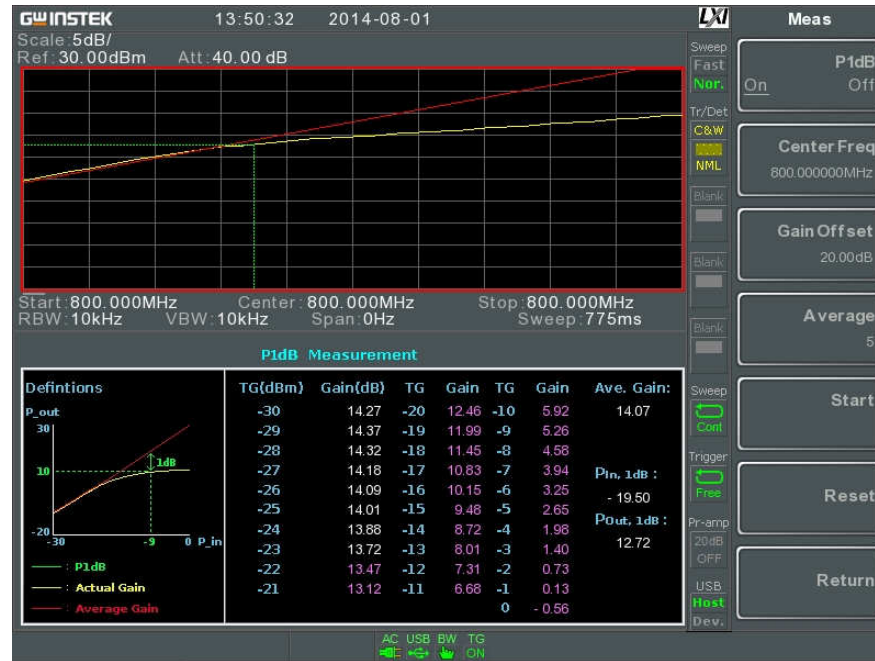 GWINSTEK 13:50:32 2014-08-01 LXI
Scale:5dB/
Ref:30.00dBm Att:40.00 dB
Start:800.000MHz Center:800.000MHz Stop:800.000MHz
RBW:10kHz VBW:10kHz Span:0Hz Sweep:775ms
P1dB Measurement
Defintions
P_out
30
10
-20
-30 -9 0 P_in
1dB
: P1dB
: Actual Gain
: Average Gain
TG(dBm) Gain(dB) TG Gain TG Gain
-30 14.27 -20 12.46 -10 5.92
-29 14.37 -19 11.99 -9 5.26
-28 14.32 -18 11.45 -8 4.58
-27 14.18 -17 10.83 -7 3.94
-26 14.09 -16 10.15 -6 3.25
-25 14.01 -15 9.48 -5 2.65
-24 13.88 -14 8.72 -4 1.98
-23 13.72 -13 8.01 -3 1.40
-22 13.47 -12 7.31 -2 0.73
-21 13.12 -11 6.68 -1 0.13
0 - 0.56
Ave. Gain:
14.07
PIn, 1dB :
- 19.50
POut, 1dB :
12.72
Sweep
Fast
Nor.
Tr/Det
C&W
NML
Blank
Blank
Blank
Sweep
Cont
Trigger
Free
Pr-amp
20dB
OFF
USB
Host
Dev.
Meas
P1dB
On Off
Center Freq
800.000000MHz
Gain Offset
20.00dB
Average
5
Start
Reset
Return
AC USB BW TG
ON